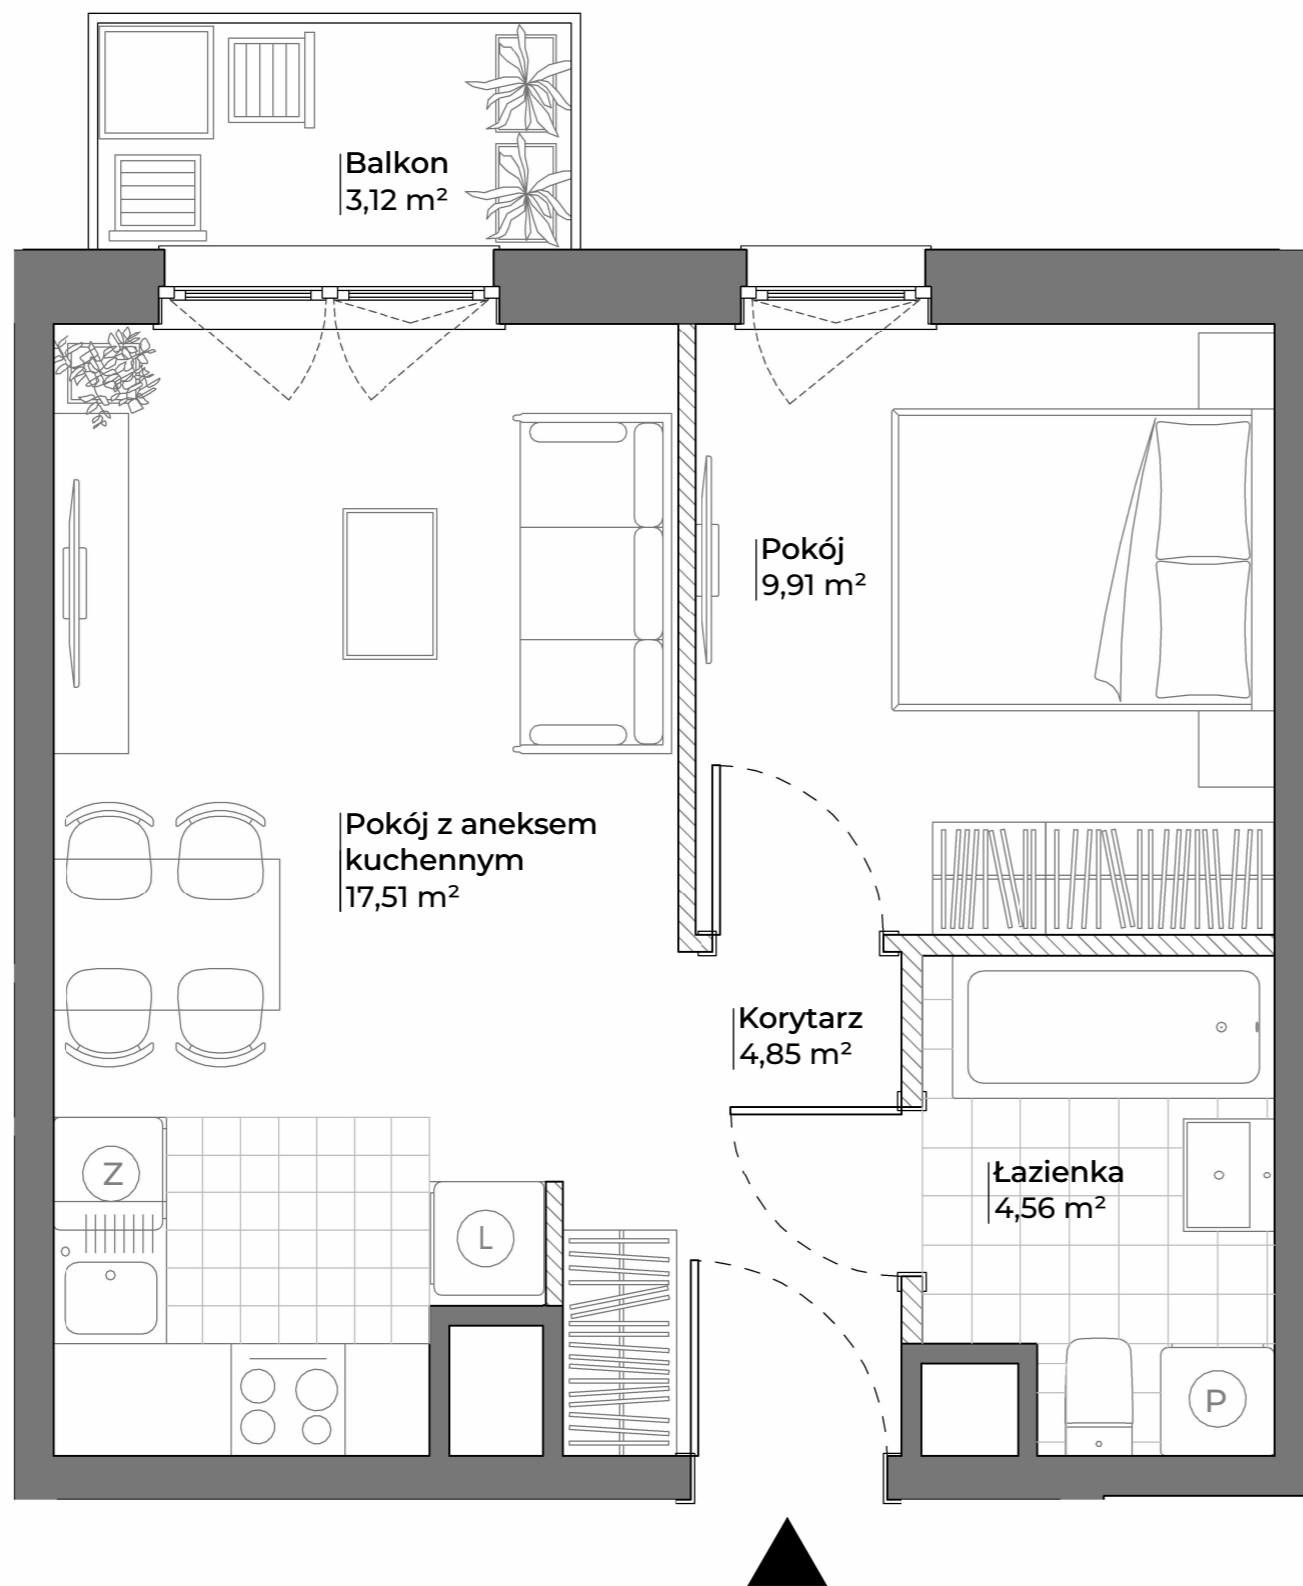 Balkon
3,12 m²
Pokój
9,91 m²
Pokój z aneksem
kuchennym
17,51 m²
Korytarz
4,85 m²
Łazienka
4,56 m²
Z
L
P